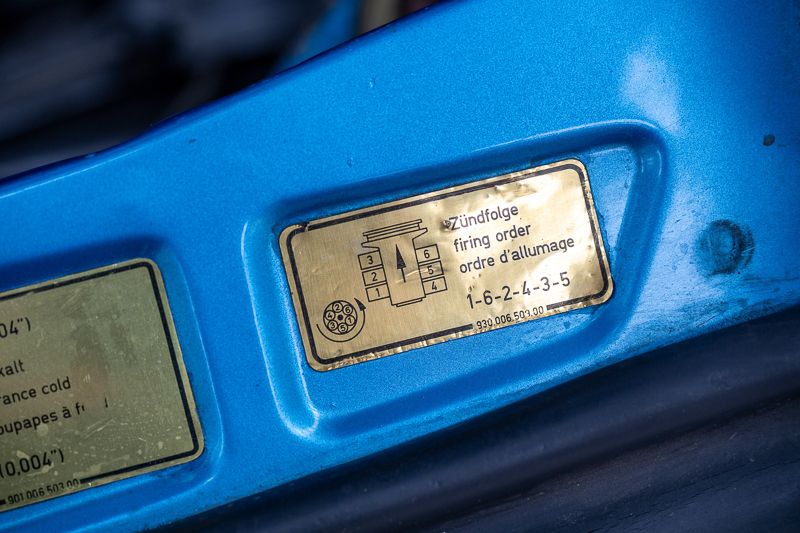 04")
kalt
rance cold
oupapes à
(0,004")
901.006.503.00
Zündfolge
firing order
ordre d'allumage
1-6-2-4-3-5
930.006.503.00
3
2
1
6
5
4